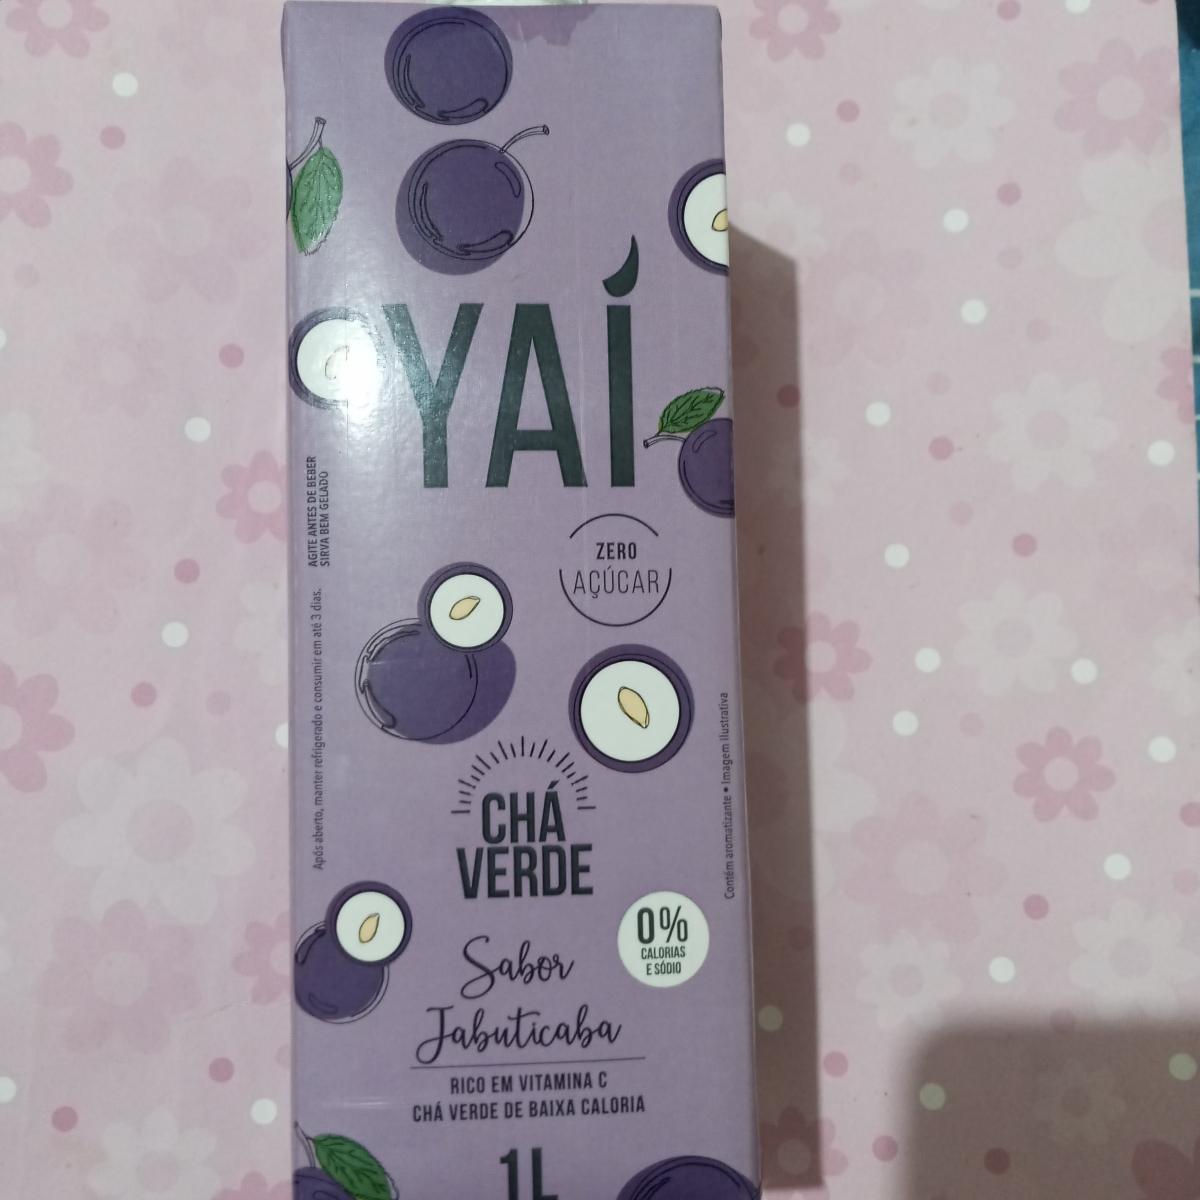 YAÍ
AGITE ANTES DE BEBER
SIRVA BEM GELADO
Após aberto, manter refrigerado e consumir em até 3 dias.
ZERO
AÇÚCAR
CHÁ
VERDE
0%
CALORIAS
E SÓDIO
Contém aromatizante • Imagem ilustrativa
Sabor
Jabuticaba
RICO EM VITAMINA C
CHÁ VERDE DE BAIXA CALORIA
1L